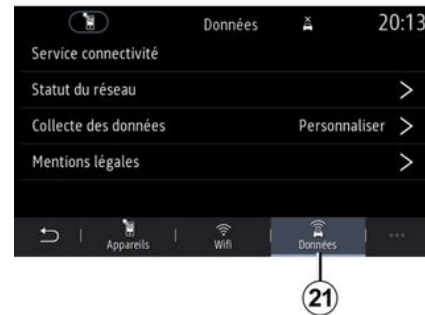 Données 20:13
Service connectivité
Statut du réseau
Collecte des données Personnaliser
Mentions légales
Appareils Wifi Données
21